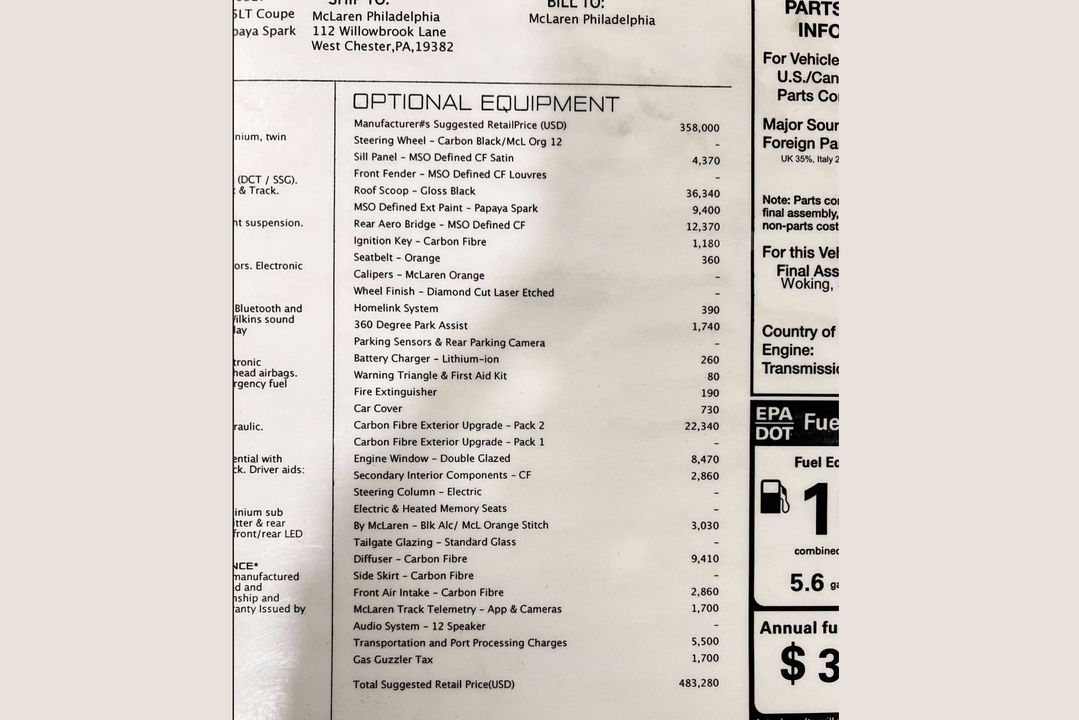 SLT Coupe
paya Spark
SHIP TO:
McLaren Philadelphia
112 Willowbrook Lane
West Chester,PA,19382
BILL TO:
McLaren Philadelphia
nium, twin
(DCT / SSG).
& Track.
nt suspension.
ors. Electronic
Bluetooth and
Wilkins sound
lay
tronic
head airbags.
rgency fuel
raulic.
ential with
ck. Driver aids:
inium sub
itter & rear
front/rear LED
NCE*
manufactured
d and
nship and
ranty Issued by
OPTIONAL EQUIPMENT
Manufacturer#s Suggested RetailPrice (USD) 358,000
Steering Wheel - Carbon Black/McL Org 12 -
Sill Panel - MSO Defined CF Satin 4,370
Front Fender - MSO Defined CF Louvres -
Roof Scoop - Gloss Black 36,340
MSO Defined Ext Paint - Papaya Spark 9,400
Rear Aero Bridge - MSO Defined CF 12,370
Ignition Key - Carbon Fibre 1,180
Seatbelt - Orange 360
Calipers - McLaren Orange -
Wheel Finish - Diamond Cut Laser Etched -
Homelink System 390
360 Degree Park Assist 1,740
Parking Sensors & Rear Parking Camera -
Battery Charger - Lithium-ion 260
Warning Triangle & First Aid Kit 80
Fire Extinguisher 190
Car Cover 730
Carbon Fibre Exterior Upgrade - Pack 2 22,340
Carbon Fibre Exterior Upgrade - Pack 1 -
Engine Window - Double Glazed 8,470
Secondary Interior Components - CF 2,860
Steering Column - Electric -
Electric & Heated Memory Seats -
By McLaren - Blk Alc/ McL Orange Stitch 3,030
Tailgate Glazing - Standard Glass -
Diffuser - Carbon Fibre 9,410
Side Skirt - Carbon Fibre -
Front Air Intake - Carbon Fibre 2,860
McLaren Track Telemetry - App & Cameras 1,700
Audio System - 12 Speaker -
Transportation and Port Processing Charges 5,500
Gas Guzzler Tax 1,700
Total Suggested Retail Price(USD) 483,280
PARTS
INFO
For Vehicle
U.S./Can
Parts Co
Major Sour
Foreign Pa
UK 35%, Italy 2
Note: Parts co
final assembly,
non-parts cost
For this Veh
Final Ass
Woking,
Country of
Engine:
Transmissi
EPA
DOT
Fue
Fuel Ec
1
combined
5.6 ga
Annual fu
$ 3